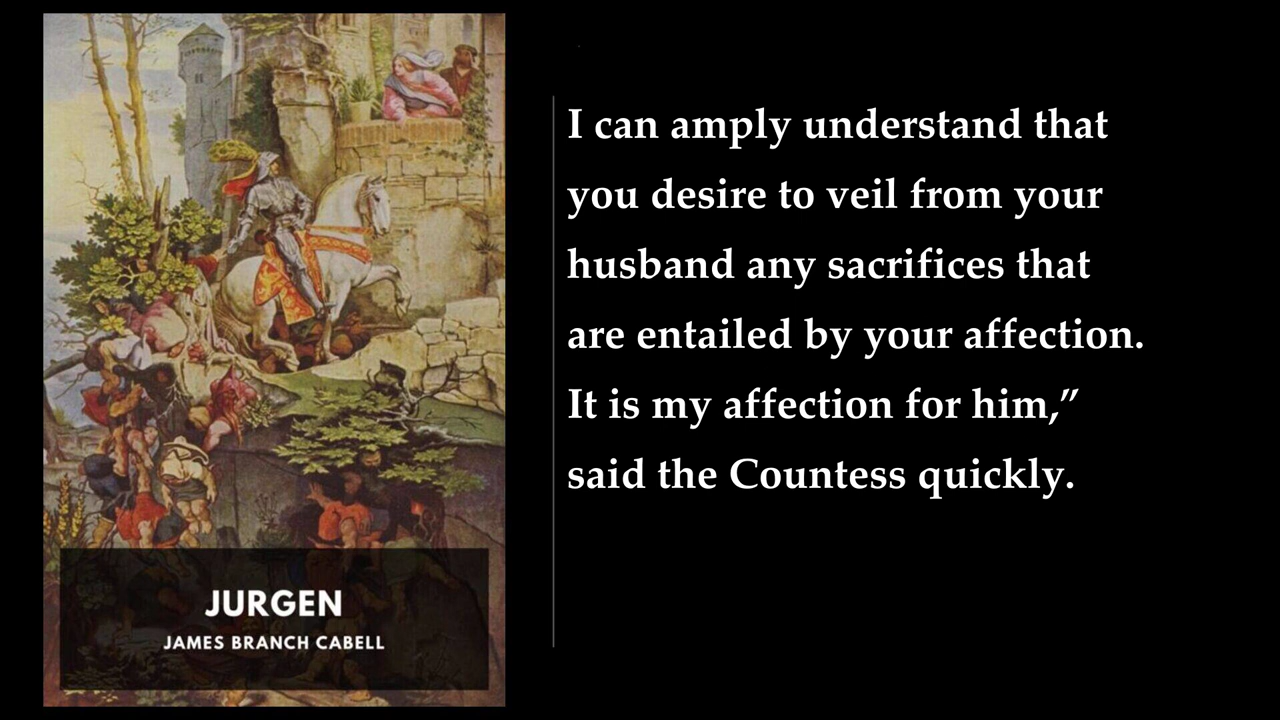 I can amply understand that
you desire to veil from your
husband any sacrifices that
are entailed by your affection.
It is my affection for him,”
said the Countess quickly.
JURGEN
JAMES BRANCH CABELL